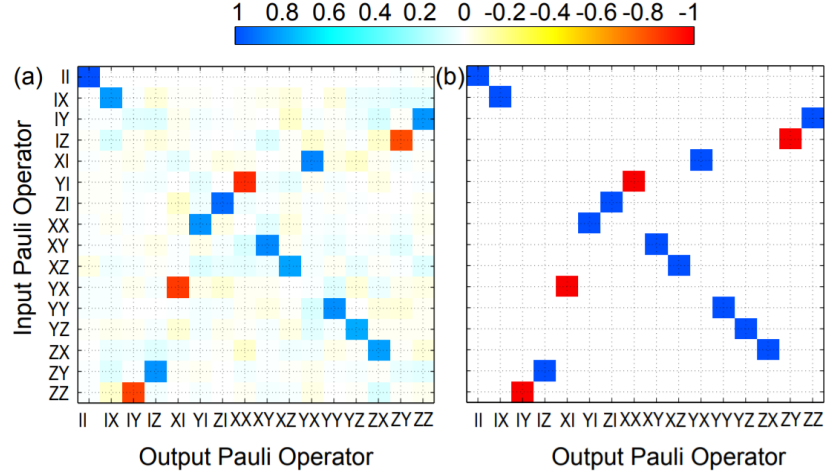 1 0.8 0.6 0.4 0.2 0 -0.2 -0.4 -0.6 -0.8 -1
(a)
(b)
Input Pauli Operator
II
IX
IY
IZ
XI
YI
ZI
XX
XY
XZ
YX
YY
YZ
ZX
ZY
ZZ
II IX IY IZ XI YI ZI XX XY XZ YX YY YZ ZX ZY ZZ
Output Pauli Operator
II IX IY IZ XI YI ZI XX XY XZ YX YY YZ ZX ZY ZZ
Output Pauli Operator